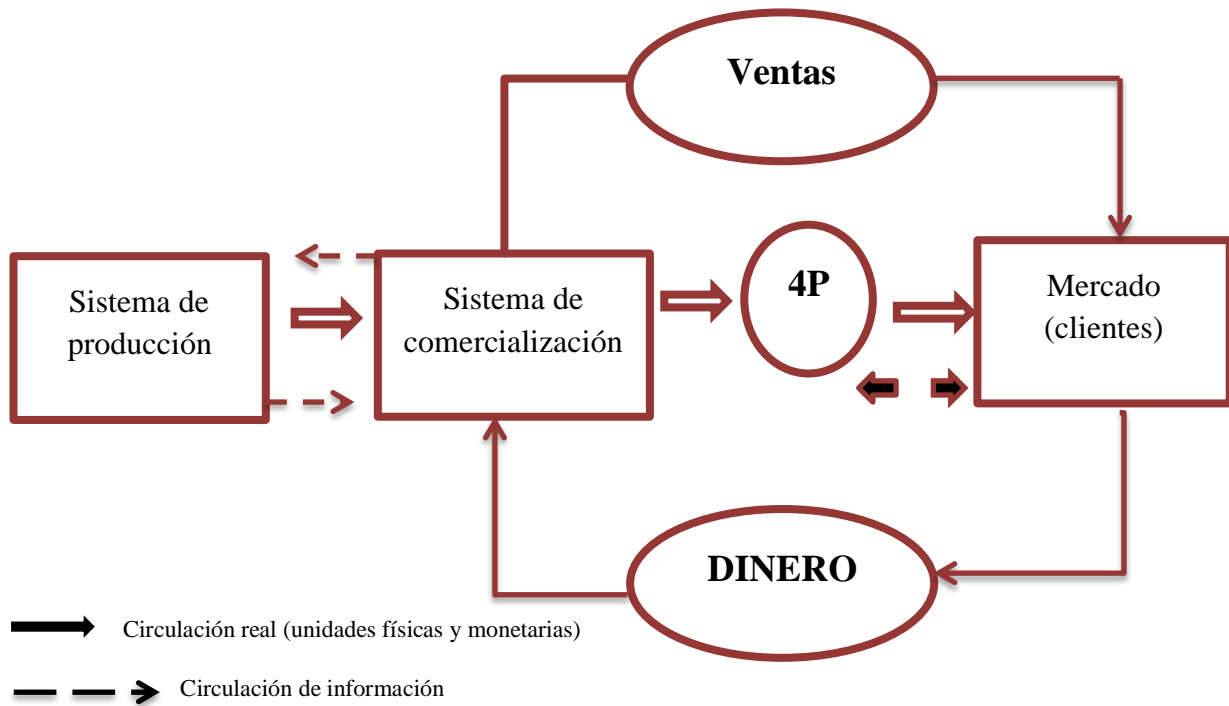 Ventas
Sistema de
producción
Sistema de
comercialización
4P
Mercado
(clientes)
DINERO
Circulación real (unidades físicas y monetarias)
Circulación de información